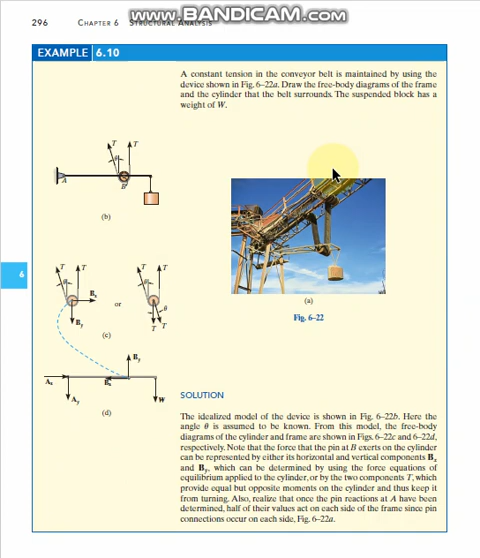 www.BANDICAM.com
296 CHAPTER 6 STRUCTURAL ANALYSIS
EXAMPLE 6.10
A constant tension in the conveyor belt is maintained by using the
device shown in Fig. 6–22a. Draw the free-body diagrams of the frame
and the cylinder that the belt surrounds. The suspended block has a
weight of W.
T T
θ
A B
(b)
(a)
Fig. 6–22
6
T T T T
θ θ
Bx
or
θ
By
T T
(c)
By
Ax Bx
Ay W
(d)
SOLUTION
The idealized model of the device is shown in Fig. 6–22b. Here the
angle θ is assumed to be known. From this model, the free-body
diagrams of the cylinder and frame are shown in Figs. 6–22c and 6–22d,
respectively. Note that the force that the pin at B exerts on the cylinder
can be represented by either its horizontal and vertical components Bx
and By, which can be determined by using the force equations of
equilibrium applied to the cylinder, or by the two components T, which
provide equal but opposite moments on the cylinder and thus keep it
from turning. Also, realize that once the pin reactions at A have been
determined, half of their values act on each side of the frame since pin
connections occur on each side, Fig. 6–22a.